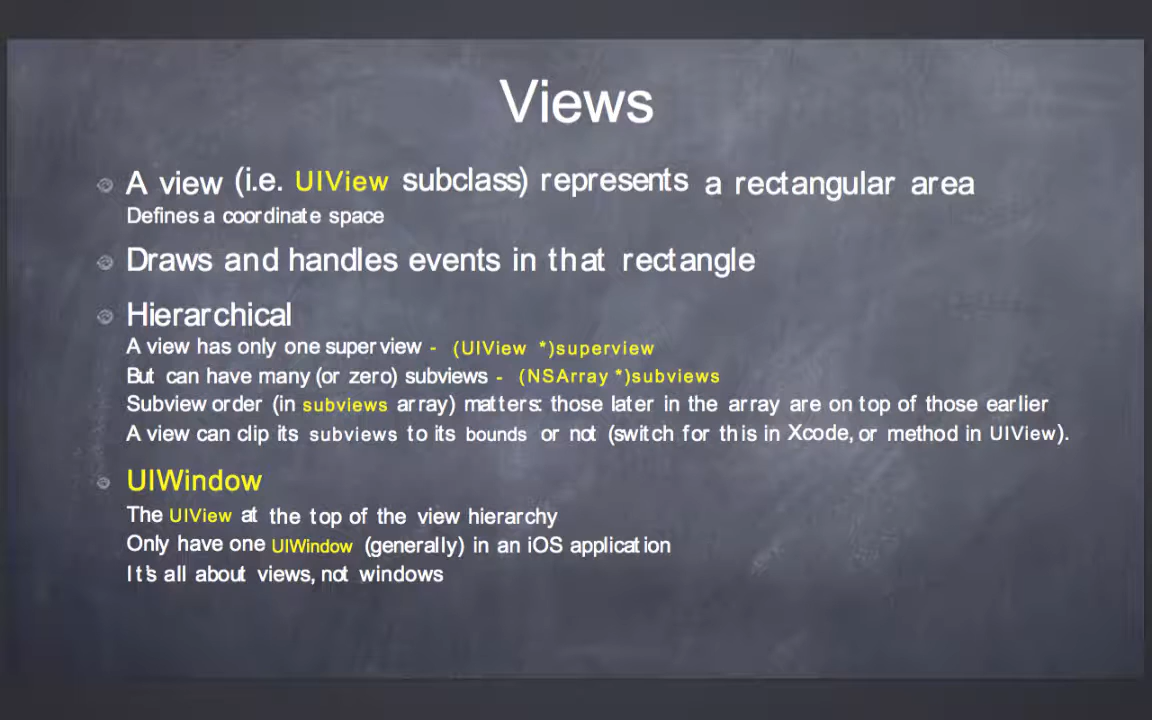 Views
A view (i.e. UIView subclass) represents a rectangular area
Defines a coordinate space
Draws and handles events in that rectangle
Hierarchical
A view has only one superview - (UIView *)superview
But can have many (or zero) subviews - (NSArray *)subviews
Subview order (in subviews array) matters: those later in the array are on top of those earlier
A view can clip its subviews to its bounds or not (switch for this in Xcode, or method in UIView).
UIWindow
The UIView at the top of the view hierarchy
Only have one UIWindow (generally) in an iOS application
It's all about views, not windows